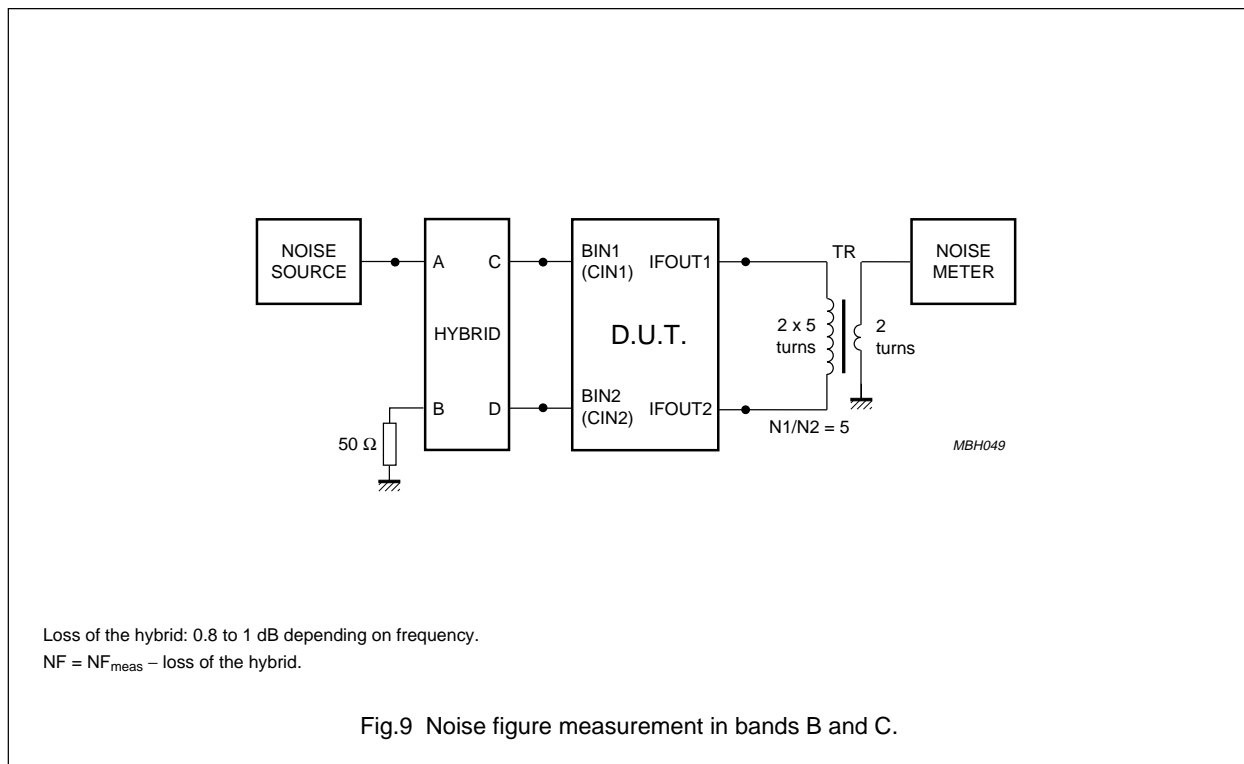 NOISE
SOURCE
A
C
HYBRID
B
D
50 Ω
BIN1
(CIN1)
IFOUT1
D.U.T.
BIN2
(CIN2)
IFOUT2
TR
2 x 5
turns
2
turns
N1/N2 = 5
NOISE
METER
MBH049
Loss of the hybrid: 0.8 to 1 dB depending on frequency.
NF = NFmeas − loss of the hybrid.
Fig.9 Noise figure measurement in bands B and C.